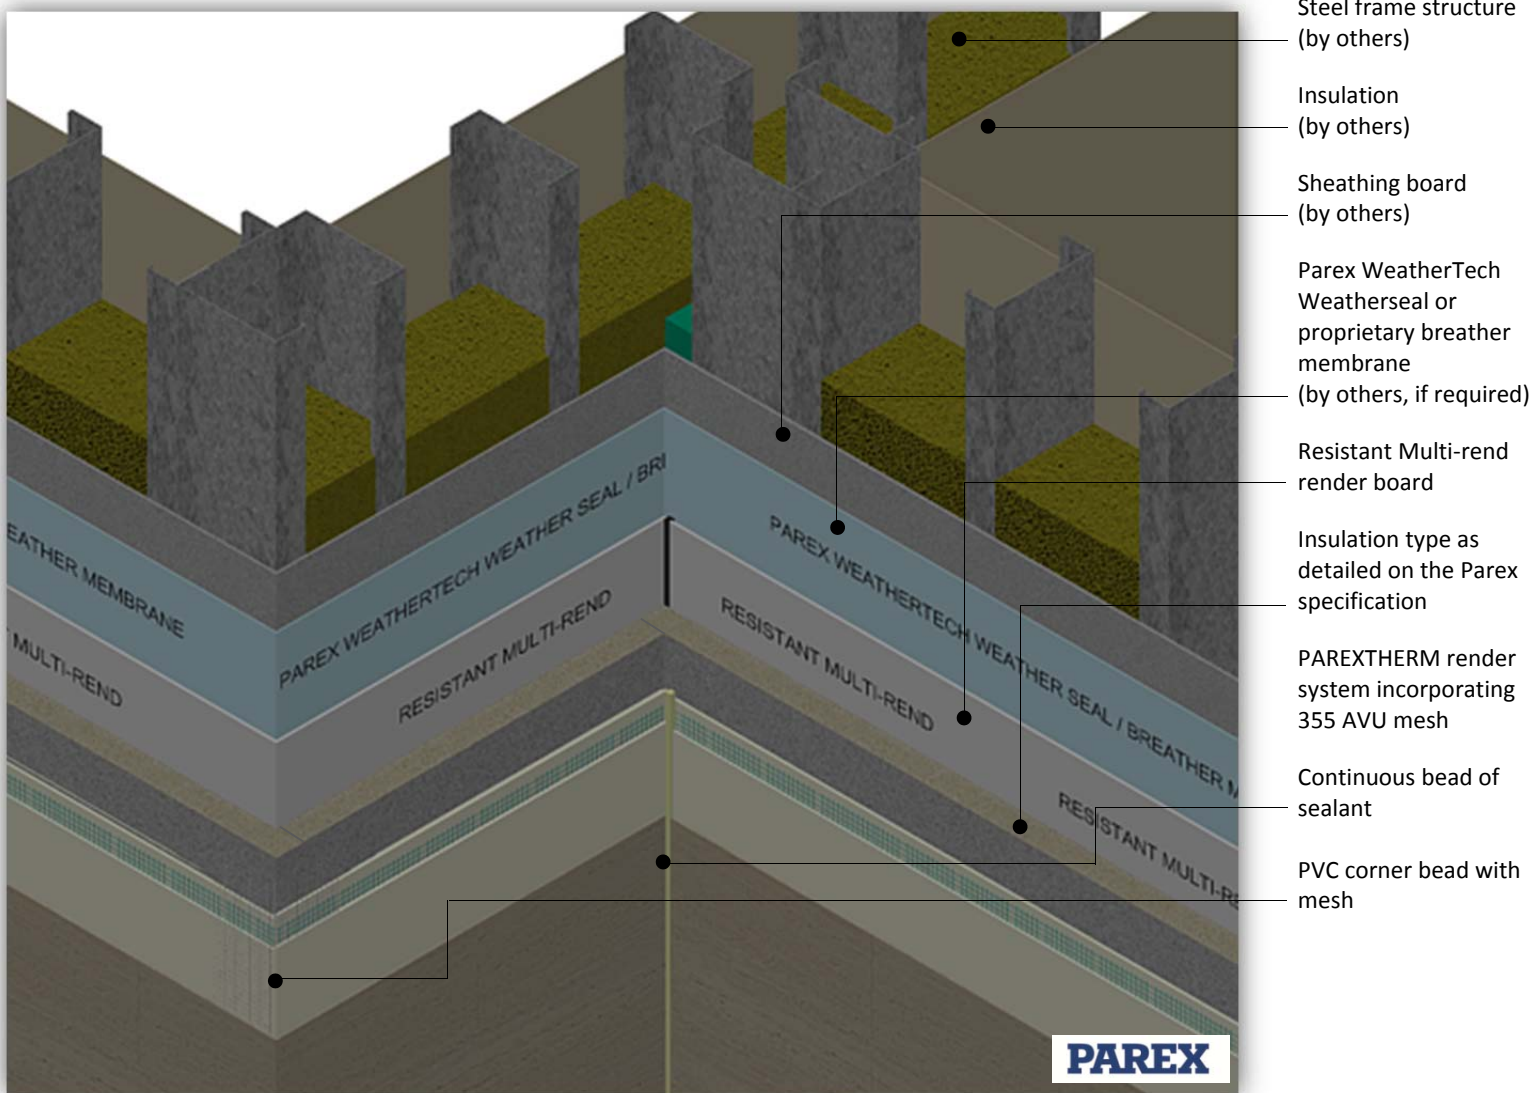 Steel frame structure
(by others)
Insulation
(by others)
Sheathing board
(by others)
Parex WeatherTech
Weatherseal or
proprietary breather
membrane
(by others, if required)
Resistant Multi-rend
render board
Insulation type as
detailed on the Parex
specification
PAREXTHERM render
system incorporating
355 AVU mesh
Continuous bead of
sealant
PVC corner bead with
mesh
EATHER MEMBRANE
PAREX WEATHERTECH WEATHER SEAL / BRI
PAREX WEATHERTECH WEATHER SEAL / BREATHER M
MULTI-REND
RESISTANT MULTI-REND
RESISTANT MULTI-REND
RESISTANT MULTI-RE
PAREX